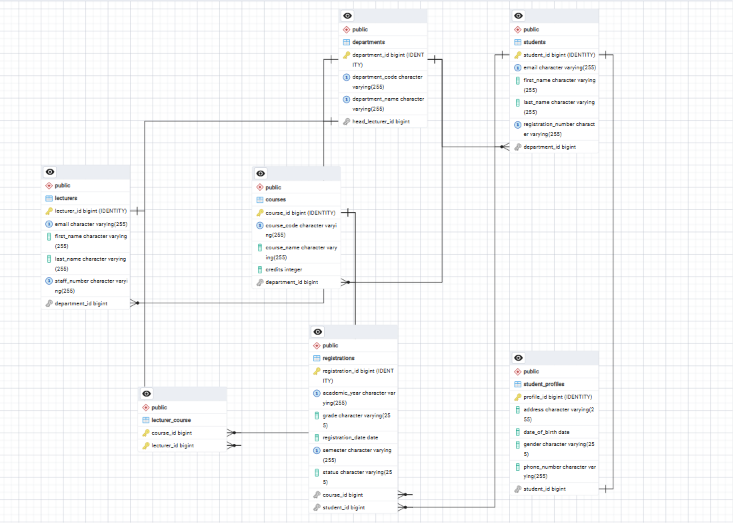 public
departments
department_id bigint (IDENT
ITY)
department_code character
varying(255)
department_name character
varying(255)
head_lecturer_id bigint
public
students
student_id bigint (IDENTITY)
email character varying(255)
first_name character varying
(255)
last_name character varying
(255)
registration_number charact
er varying(255)
department_id bigint
public
lecturers
lecturer_id bigint (IDENTITY)
email character varying(255)
first_name character varying
(255)
last_name character varying
(255)
staff_number character varyi
ng(255)
department_id bigint
public
courses
course_id bigint (IDENTITY)
course_code character varyi
ng(255)
course_name character vary
ing(255)
credits integer
department_id bigint
public
registrations
registration_id bigint (IDENT
ITY)
academic_year character var
ying(255)
grade character varying(25
5)
registration_date date
semester character varying
(255)
status character varying(25
5)
course_id bigint
student_id bigint
public
student_profiles
profile_id bigint (IDENTITY)
address character varying(2
55)
date_of_birth date
gender character varying(25
5)
phone_number character var
ying(255)
student_id bigint
public
lecturer_course
course_id bigint
lecturer_id bigint